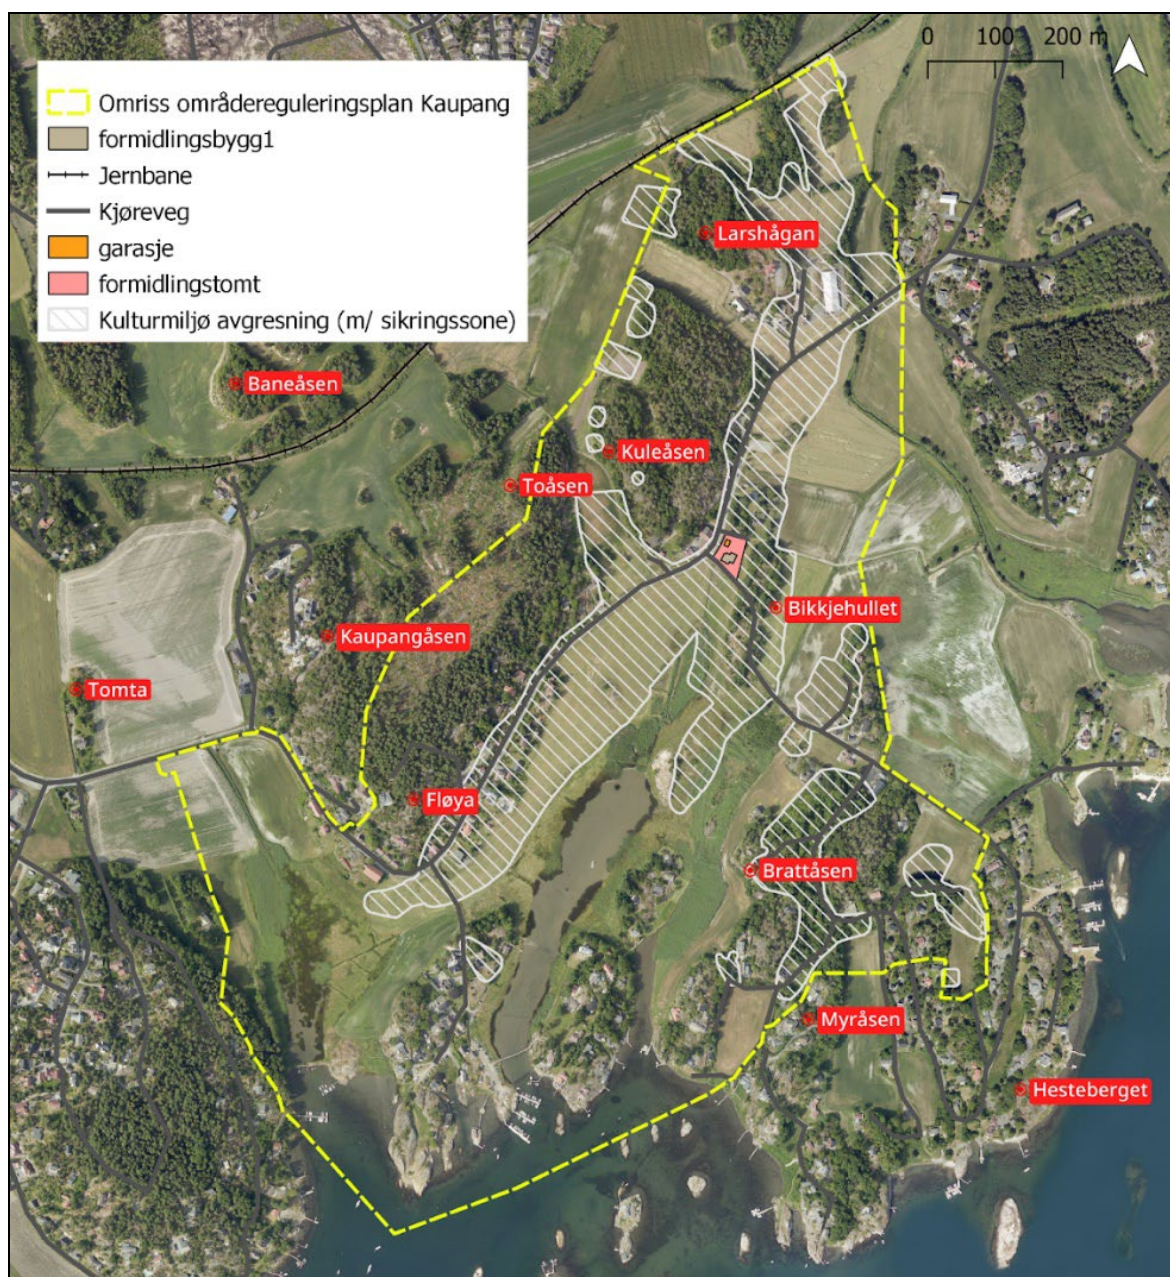 0 100 200 m
Omriss områdereguleringsplan Kaupang
formidlingsbygg1
Jernbane
Kjøreveg
garasje
formidlingstomt
Kulturmiljø avgresning (m/ sikringssone)
Larshågan
Baneåsen
Kuleåsen
Toåsen
Bikkjehullet
Kaupangåsen
Tomta
Fløya
Brattåsen
Myråsen
Hesteberget